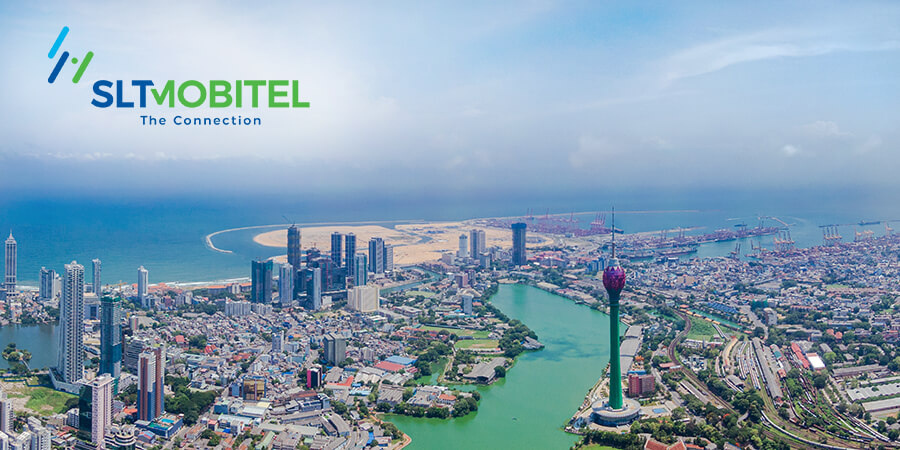 SLTMOBITEL
The Connection